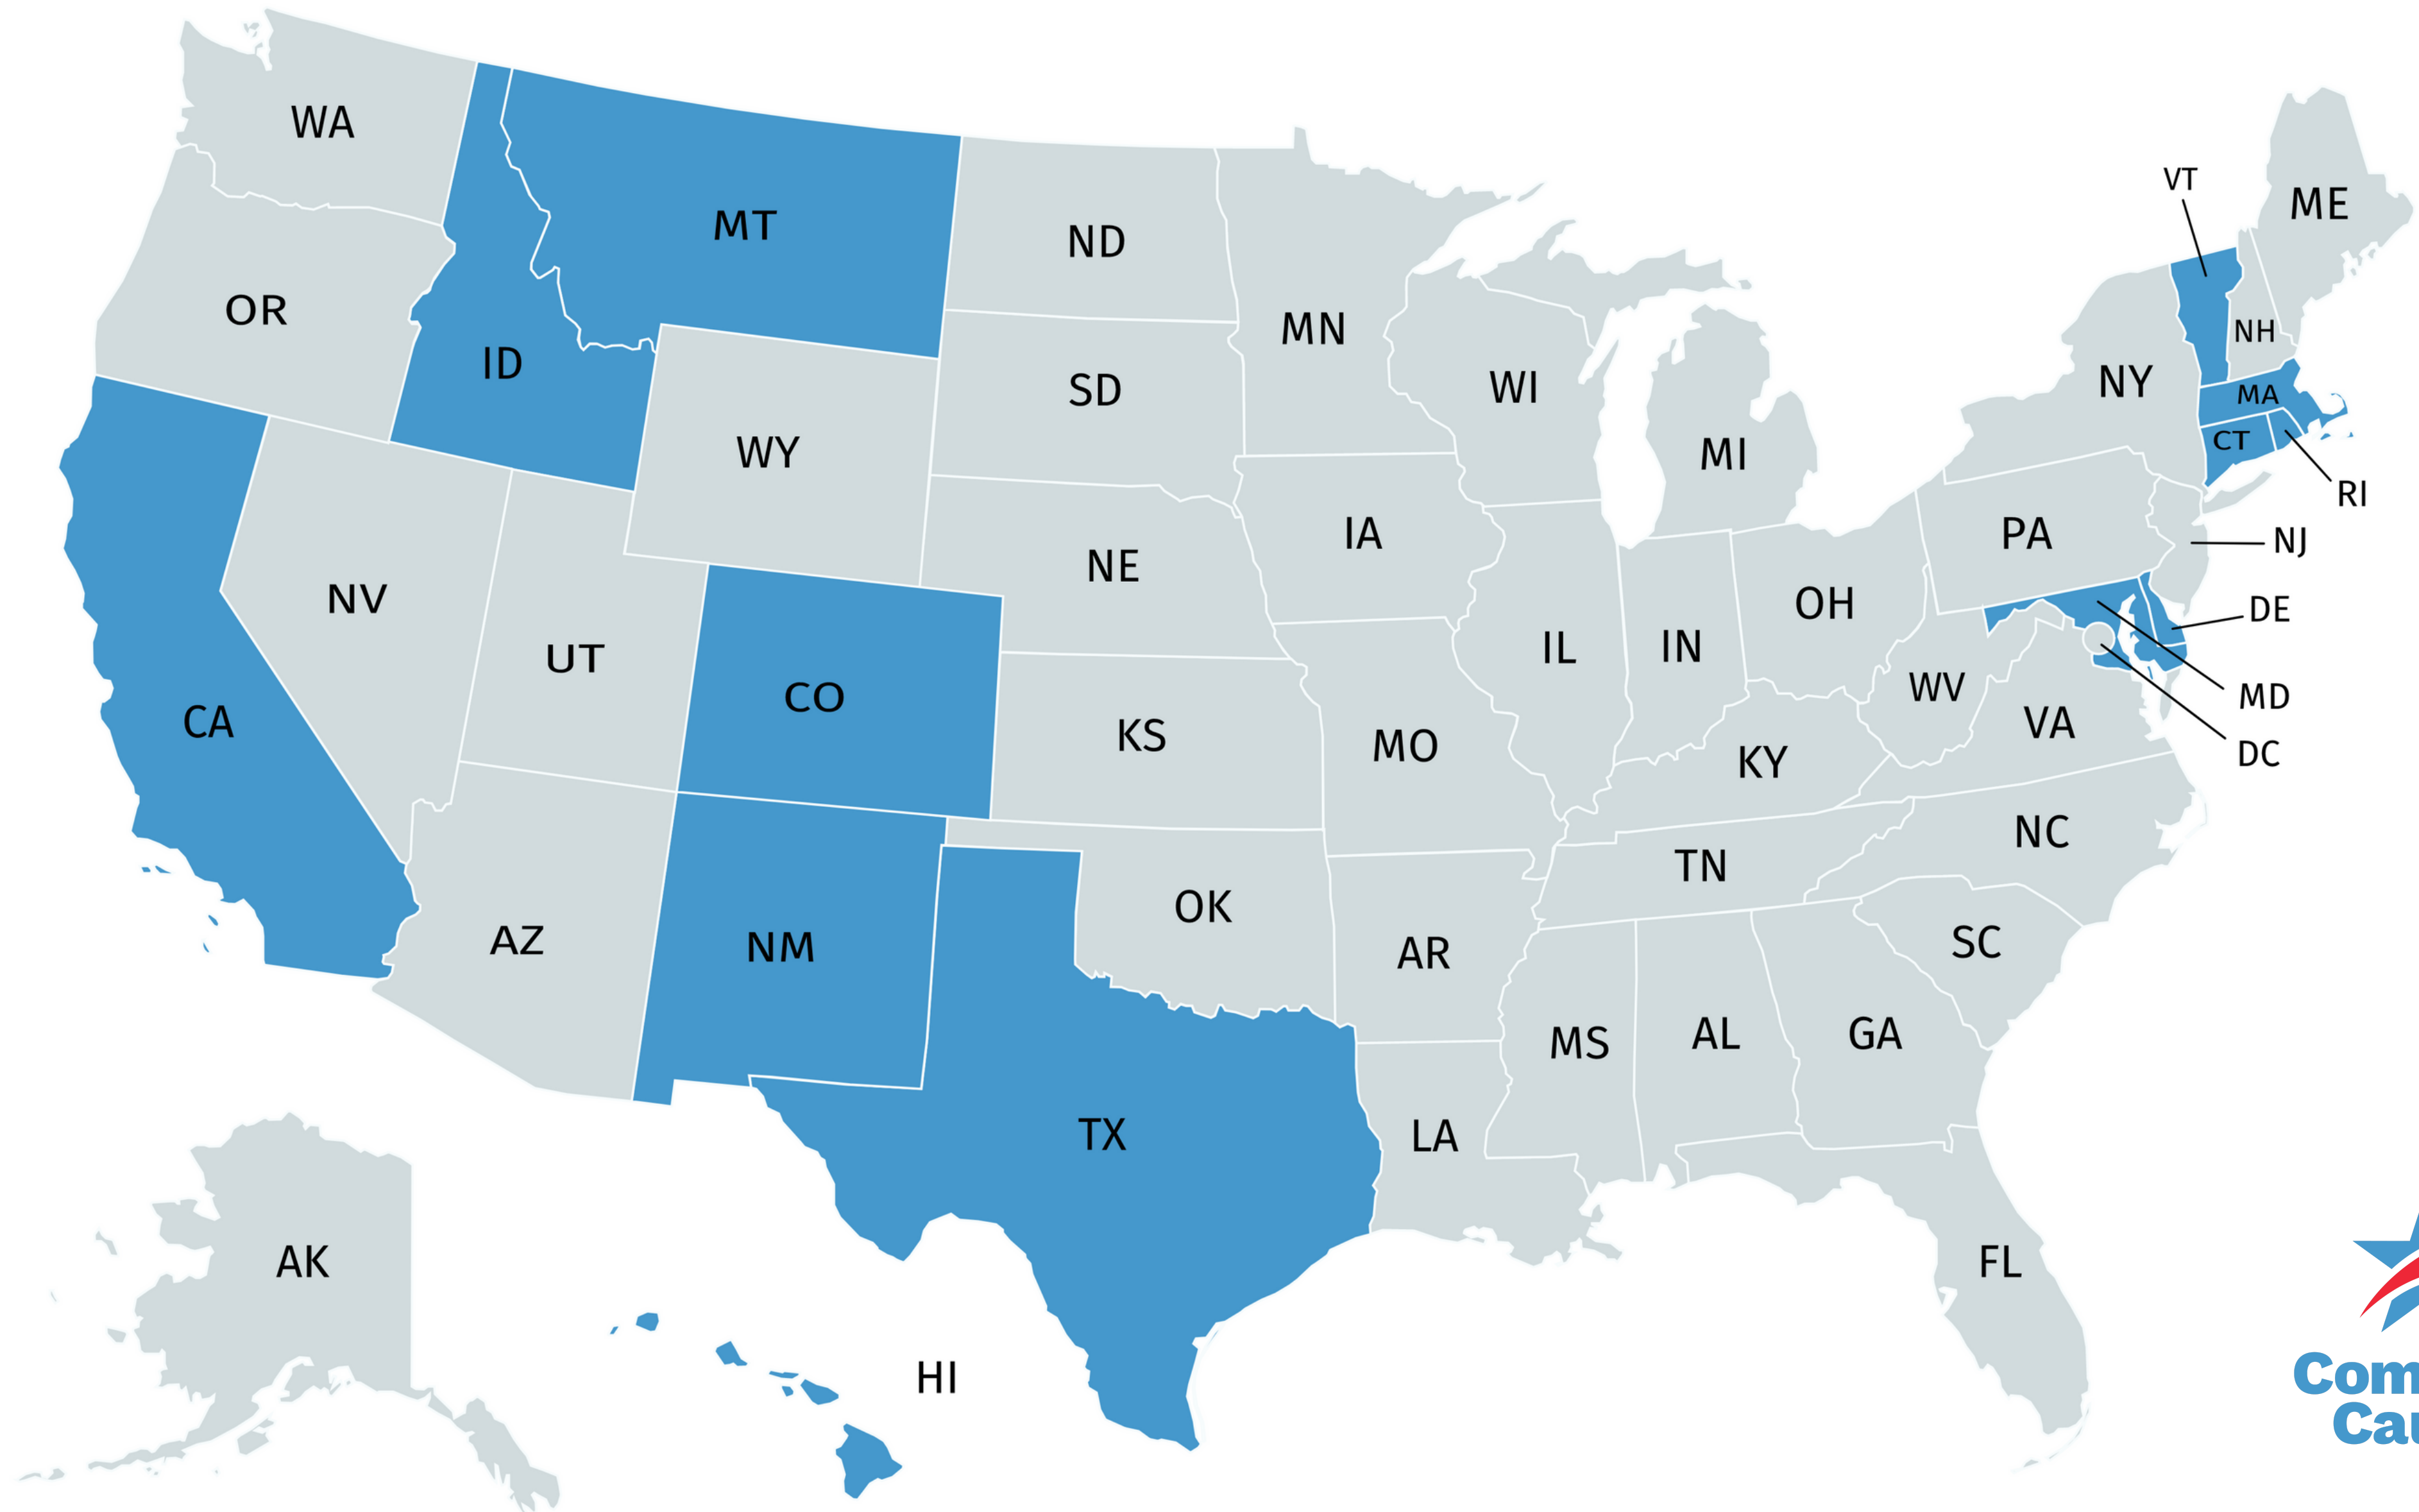 WA
VT
ME
MT
ND
OR
MN
NH
ID
SD
WI
NY
MA
CT
WY
MI
RI
IA
PA
NJ
NE
NV
OH
DE
UT
IL
IN
WV
MD
CO
CA
KS
MO
VA
DC
KY
NC
TN
OK
AZ
NM
AR
SC
MS
AL
GA
TX
LA
AK
FL
HI
Com
Cau